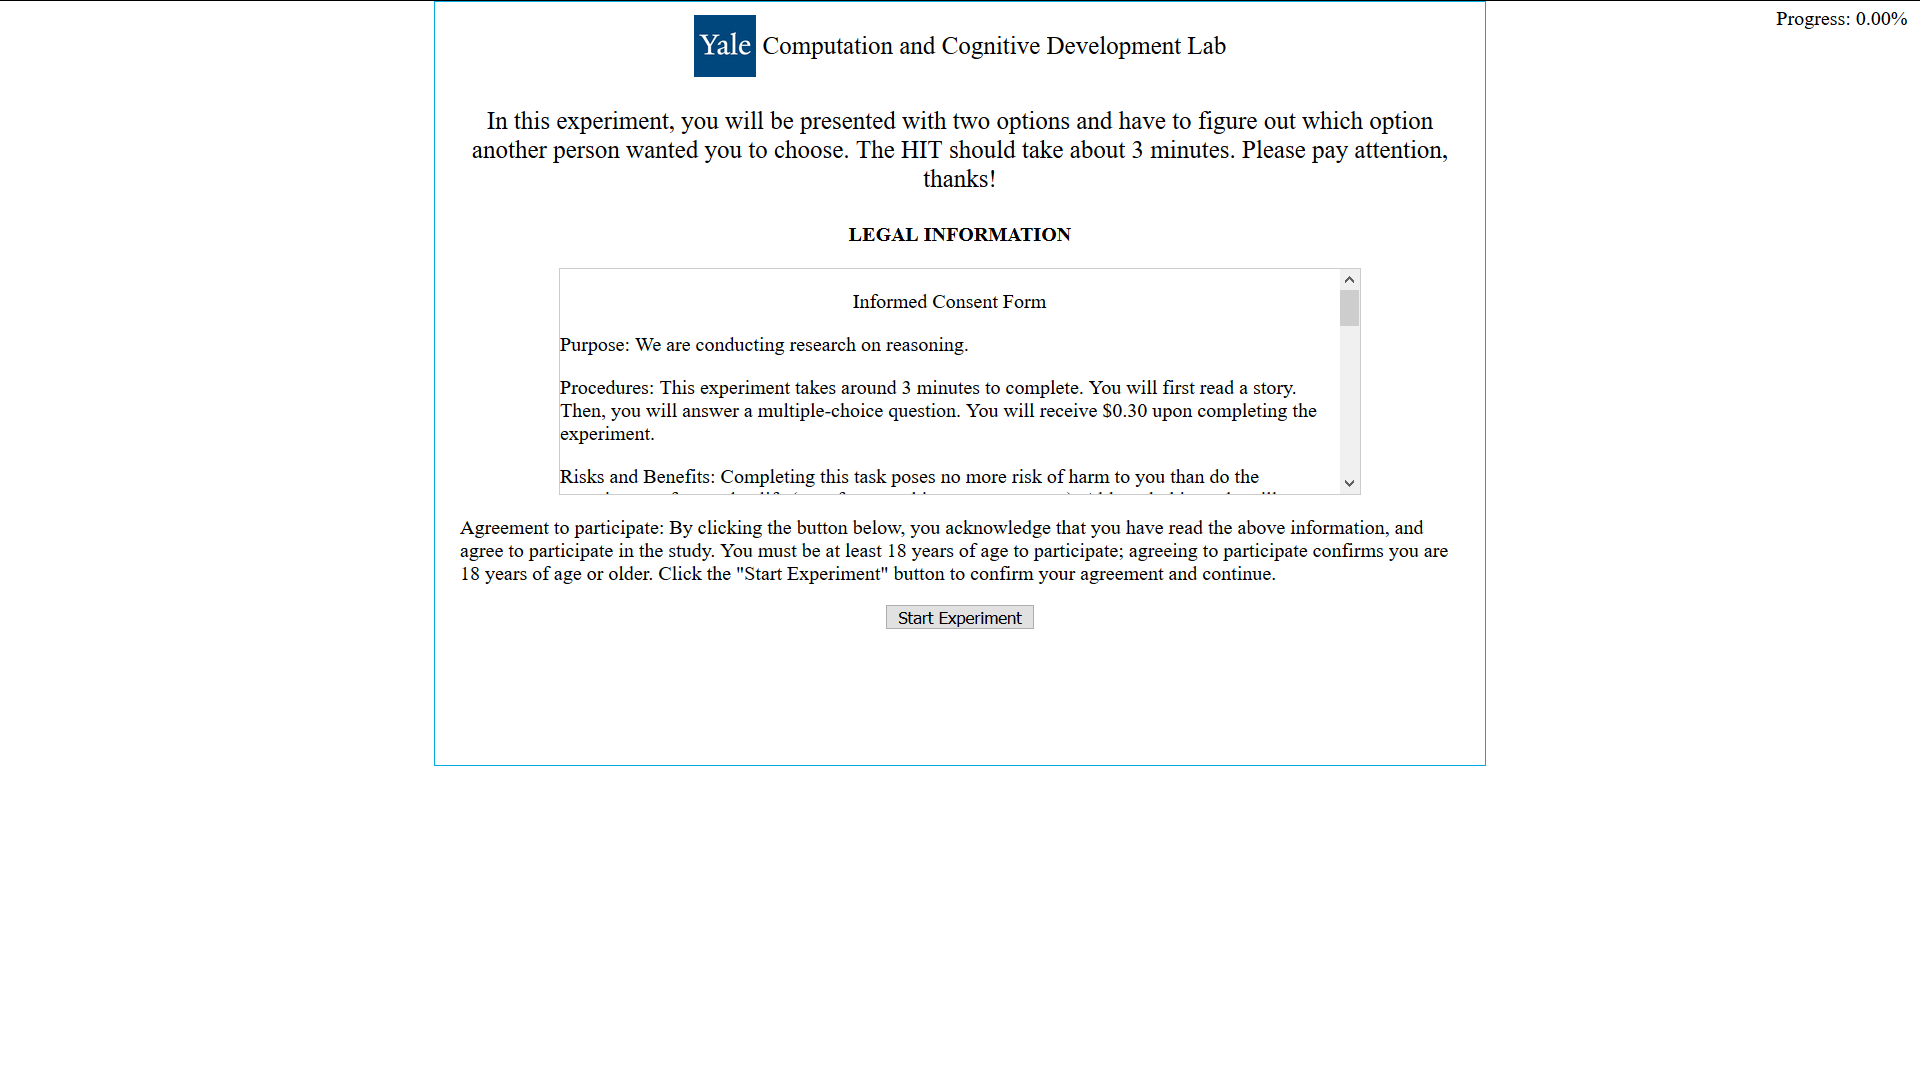 Progress: 0.00%
Yale Computation and Cognitive Development Lab
In this experiment, you will be presented with two options and have to figure out which option
another person wanted you to choose. The HIT should take about 3 minutes. Please pay attention,
thanks!
LEGAL INFORMATION
Informed Consent Form
Purpose: We are conducting research on reasoning.
Procedures: This experiment takes around 3 minutes to complete. You will first read a story.
Then, you will answer a multiple-choice question. You will receive $0.30 upon completing the
experiment.
Risks and Benefits: Completing this task poses no more risk of harm to you than do the
Agreement to participate: By clicking the button below, you acknowledge that you have read the above information, and
agree to participate in the study. You must be at least 18 years of age to participate; agreeing to participate confirms you are
18 years of age or older. Click the "Start Experiment" button to confirm your agreement and continue.
Start Experiment